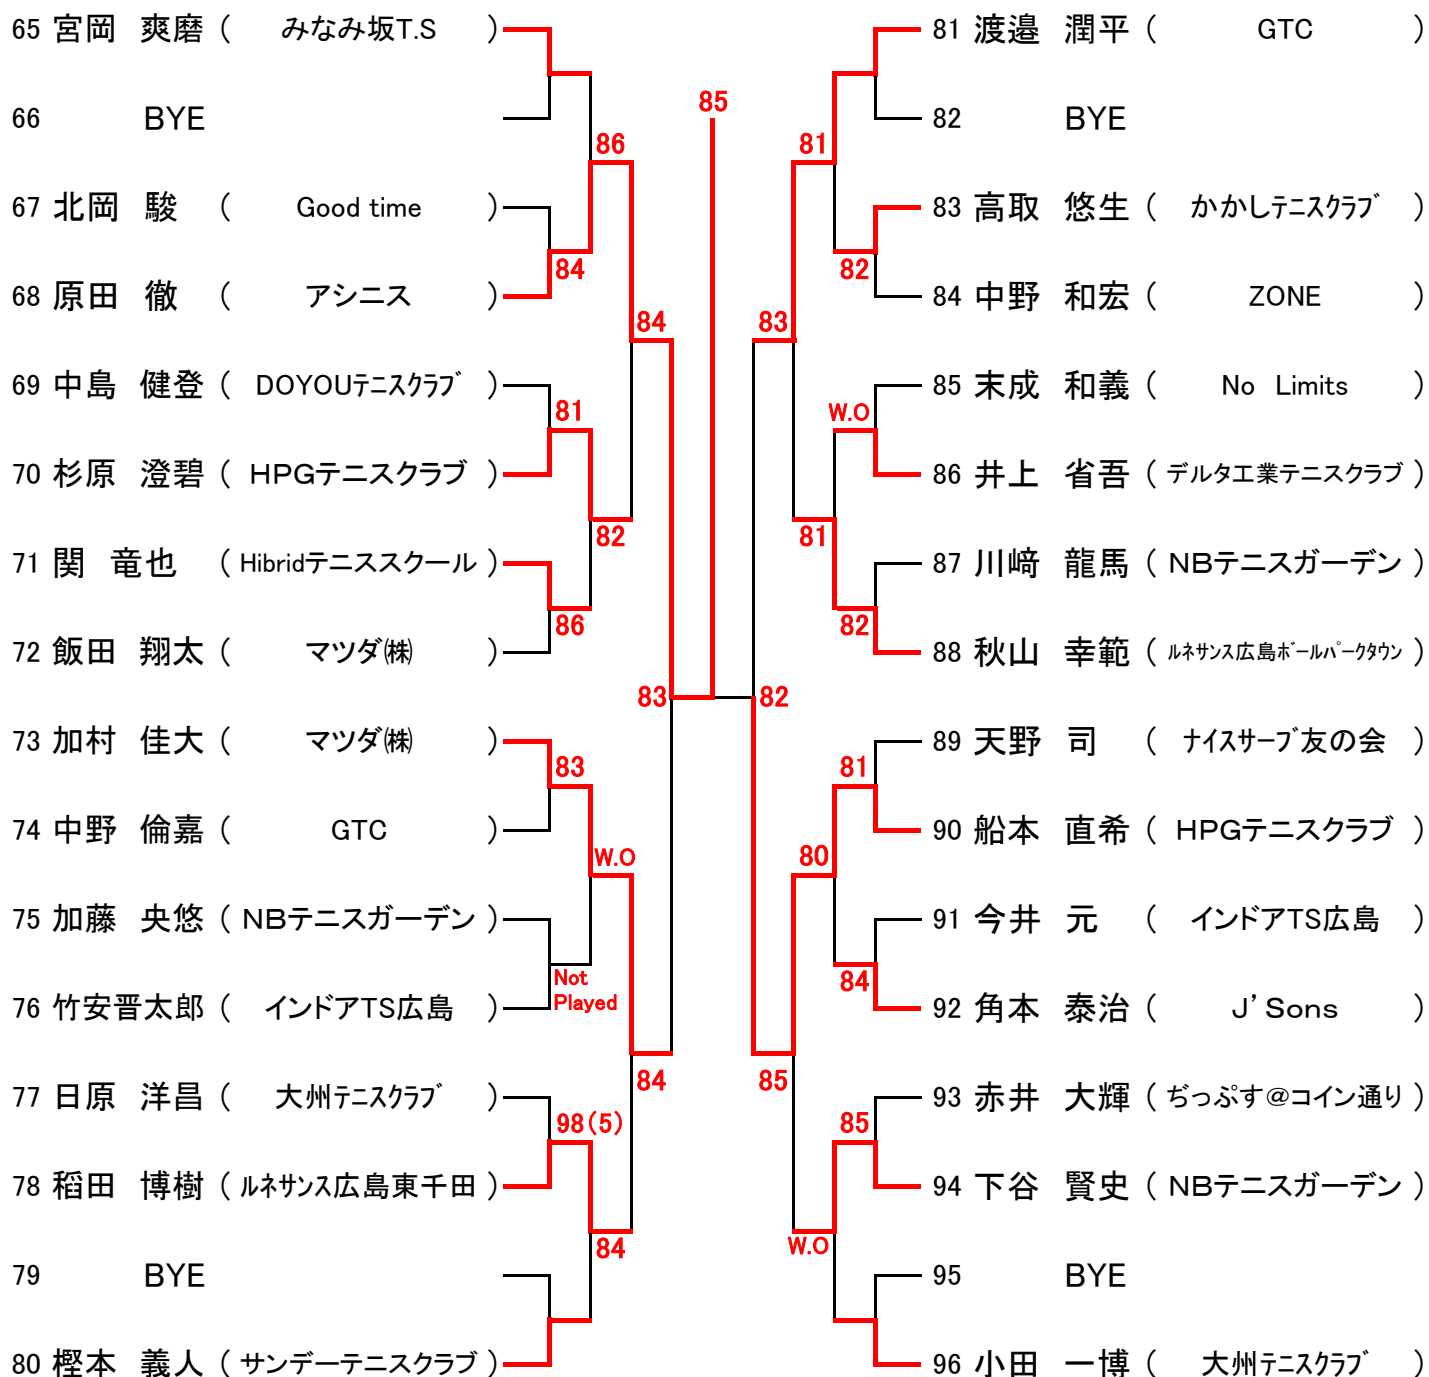 65 宮岡 爽磨 ( みなみ坂T.S )
66 BYE
67 北岡 駿 ( Good time )
68 原田 徹 ( アシニス )
69 中島 健登 ( DOYOUテニスクラブ )
70 杉原 澄碧 ( HPGテニスクラブ )
71 関 竜也 ( Hibridテニススクール )
72 飯田 翔太 ( マツダ㈱ )
73 加村 佳大 ( マツダ㈱ )
74 中野 倫嘉 ( GTC )
75 加藤 央悠 ( NBテニスガーデン )
76 竹安晋太郎 ( インドアTS広島 )
77 日原 洋昌 ( 大州テニスクラブ )
78 稻田 博樹 ( ルネサンス広島東千田 )
79 BYE
80 樫本 義人 ( サンデーテニスクラブ )
84
81
86
83
Not
Played
98(5)
86
82
W.O
84
84
84
83
85
82
83
85
81
81
80
W.O
82
W.O
82
81
84
85
81 渡邉 潤平 ( GTC )
82 BYE
83 高取 悠生 ( かかしテニスクラブ )
84 中野 和宏 ( ZONE )
85 末成 和義 ( No Limits )
86 井上 省吾 ( デルタ工業テニスクラブ )
87 川﨑 龍馬 ( NBテニスガーデン )
88 秋山 幸範 ( ルネサンス広島ボールパークタウン )
89 天野 司 ( ナイスサーブ友の会 )
90 船本 直希 ( HPGテニスクラブ )
91 今井 元 ( インドアTS広島 )
92 角本 泰治 ( J'Sons )
93 赤井 大輝 ( ぢっぷす@コイン通り )
94 下谷 賢史 ( NBテニスガーデン )
95 BYE
96 小田 一博 ( 大州テニスクラブ )